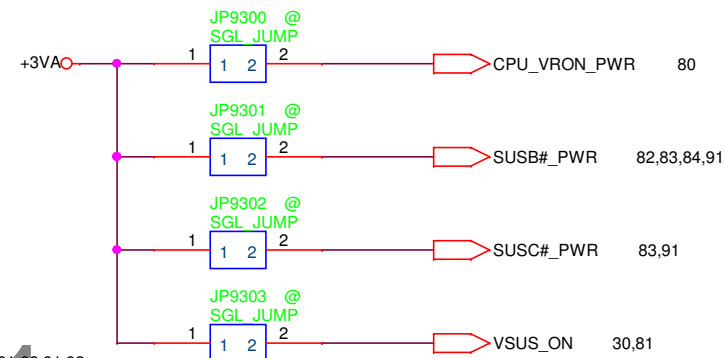 JP9300 @
SGL_JUMP
+3VA 1 1 2 2 CPU_VRON_PWR 80
JP9301 @
SGL_JUMP
1 1 2 2 SUSB#_PWR 82,83,84,91
JP9302 @
SGL_JUMP
1 1 2 2 SUSC#_PWR 83,91
JP9303 @
SGL_JUMP
1 1 2 2 VSUS_ON 30,81